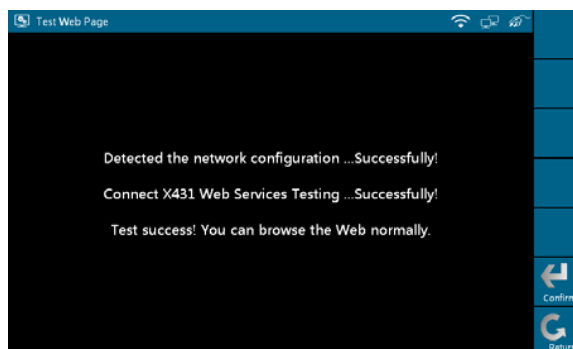 Test Web Page
Detected the network configuration ...Successfully!
Connect X431 Web Services Testing ...Successfully!
Test success! You can browse the Web normally.
Confirm
Return